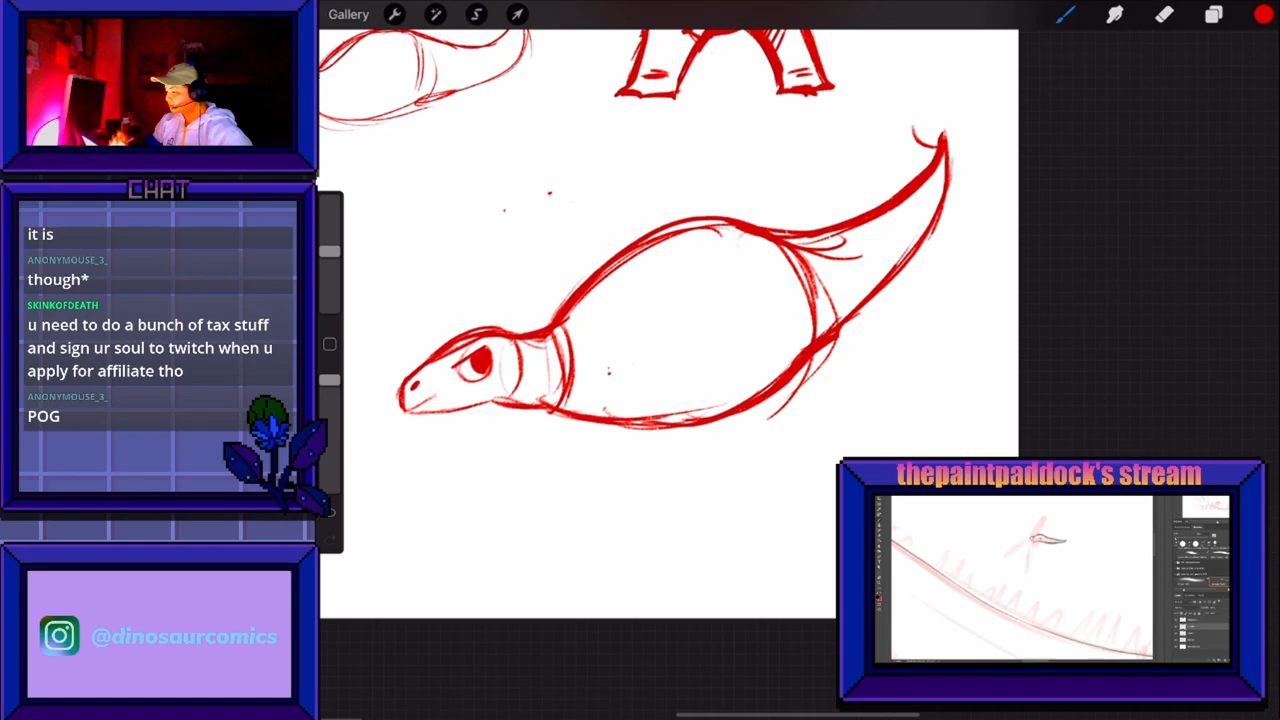 Gallery
CHAT
it is
ANONYMOUSE_3_
though*
SKINKOFDEATH
u need to do a bunch of tax stuff
and sign ur soul to twitch when u
apply for affiliate tho
ANONYMOUSE_3_
POG
thepaintpaddock's stream
@dinosaurcomics